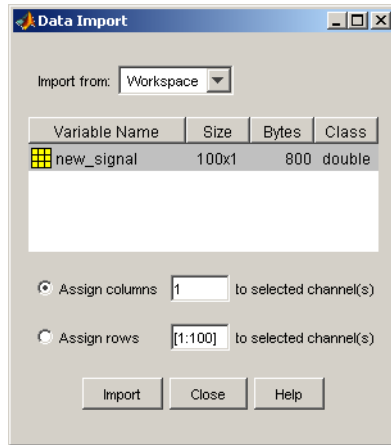 Data Import
Import from: Workspace
Variable Name Size Bytes Class
new_signal 100x1 800 double
Assign columns 1 to selected channel(s)
Assign rows [1:100] to selected channel(s)
Import Close Help